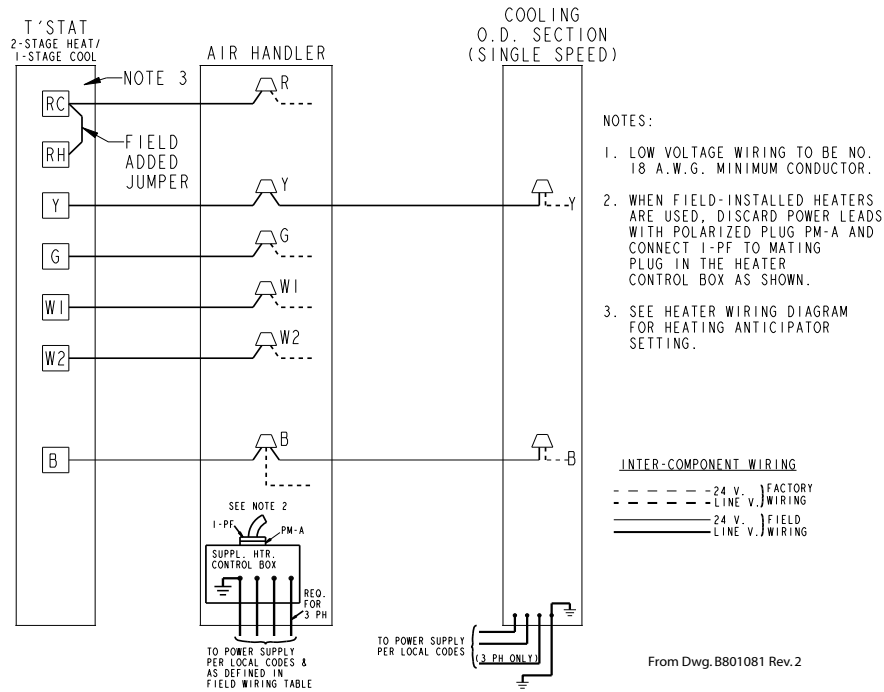 T'STAT
2-STAGE HEAT/
1-STAGE COOL
AIR HANDLER
COOLING
O.D. SECTION
(SINGLE SPEED)
NOTE 3
RC
R
RH
FIELD
ADDED
JUMPER
Y
Y
Y
G
G
W1
W1
W2
W2
B
B
B
SEE NOTE 2
1-PF
PM-A
SUPPL. HTR.
CONTROL BOX
REQ.
FOR
3 PH
TO POWER SUPPLY
PER LOCAL CODES &
AS DEFINED IN
FIELD WIRING TABLE
TO POWER SUPPLY
PER LOCAL CODES
(3 PH ONLY)
NOTES:
1. LOW VOLTAGE WIRING TO BE NO.
18 A.W.G. MINIMUM CONDUCTOR.
2. WHEN FIELD-INSTALLED HEATERS
ARE USED, DISCARD POWER LEADS
WITH POLARIZED PLUG PM-A AND
CONNECT 1-PF TO MATING
PLUG IN THE HEATER
CONTROL BOX AS SHOWN.
3. SEE HEATER WIRING DIAGRAM
FOR HEATING ANTICIPATOR
SETTING.
INTER-COMPONENT WIRING
24 V. } FACTORY
LINE V. } WIRING
24 V. } FIELD
LINE V. } WIRING
From Dwg. B801081 Rev. 2